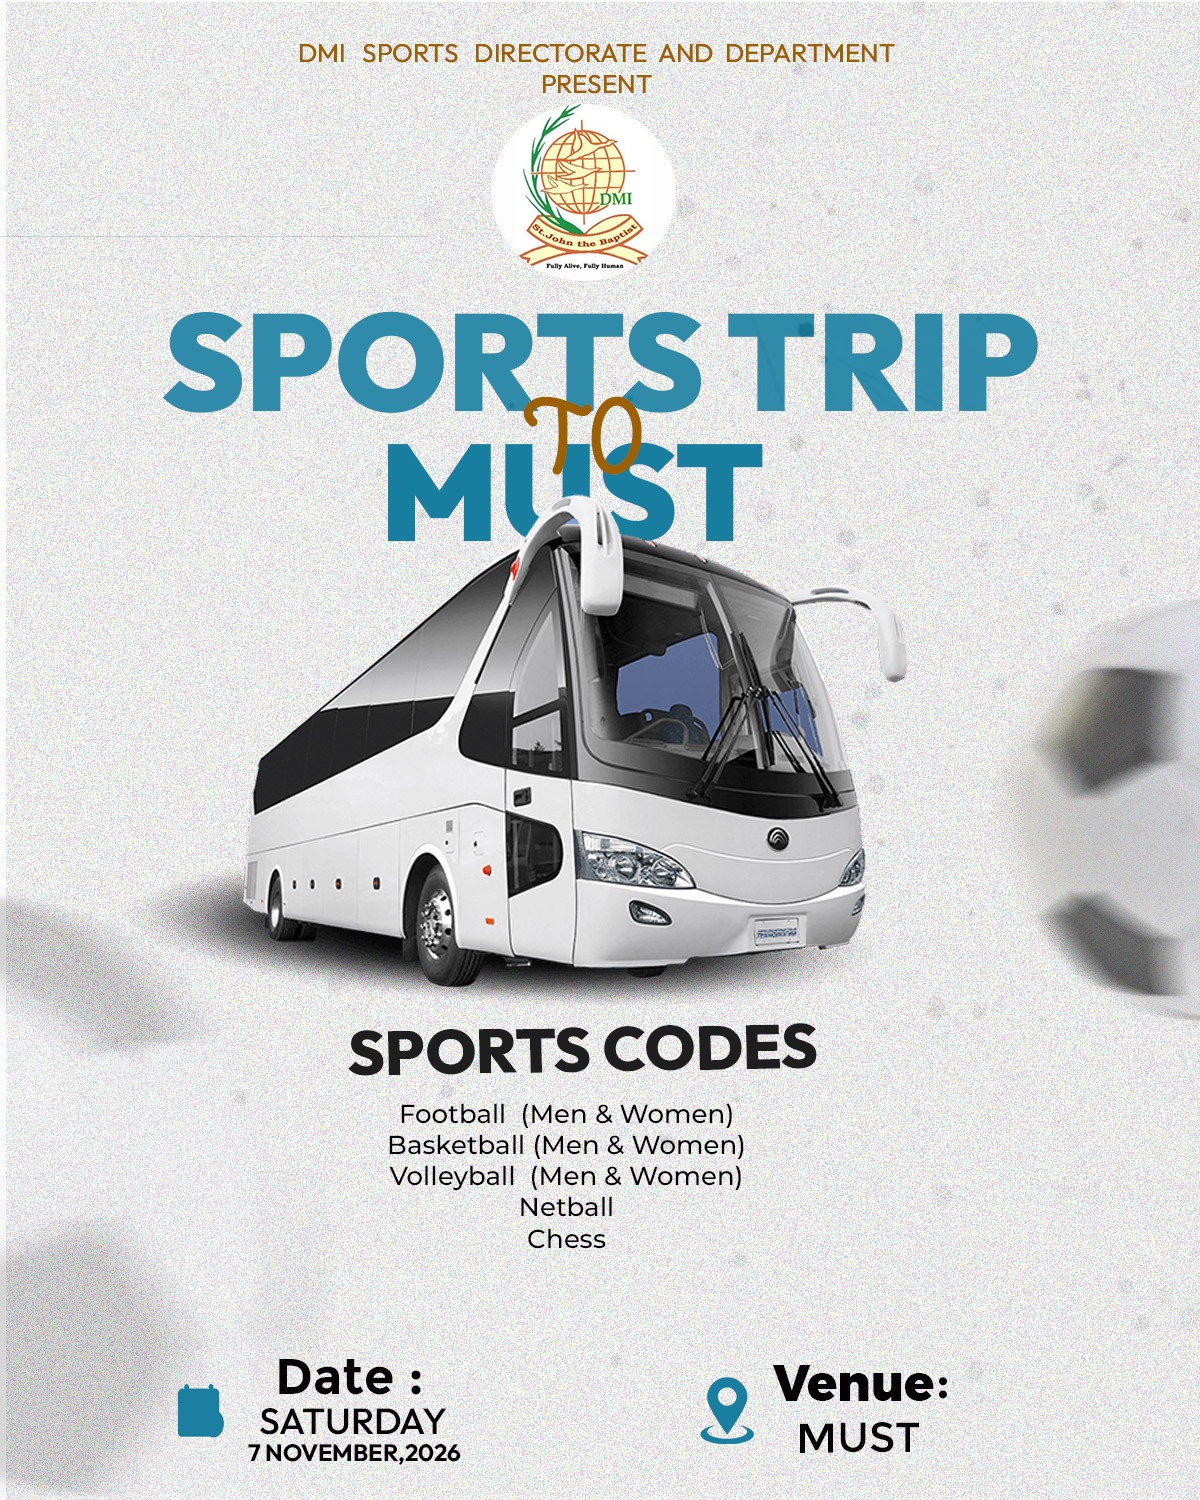 DMI SPORTS DIRECTORATE AND DEPARTMENT
PRESENT
DMI
St.John the Baptist
Fully Alive, Fully Human
SPORTS TRIP
TO
MUST
SPORTS CODES
Football (Men & Women)
Basketball (Men & Women)
Volleyball (Men & Women)
Netball
Chess
Date :
SATURDAY
7 NOVEMBER,2026
Venue:
MUST